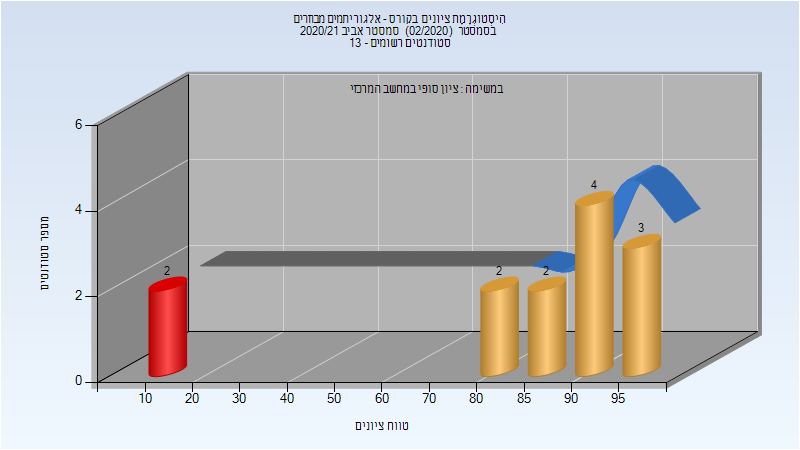 היסטוגרמת ציונים בקורס - אלגוריתמים מבחרים
בסמסטר (02/2020) סמסטר אביב 2020/21
סטודנטים רשומים - 13
במשימה : ציון סופי במחשב המרכזי
מספר סטודנטים
6
4
2
0
2
2
2
4
3
10 20 30 40 50 60 70 80 85 90 95
טווח ציונים